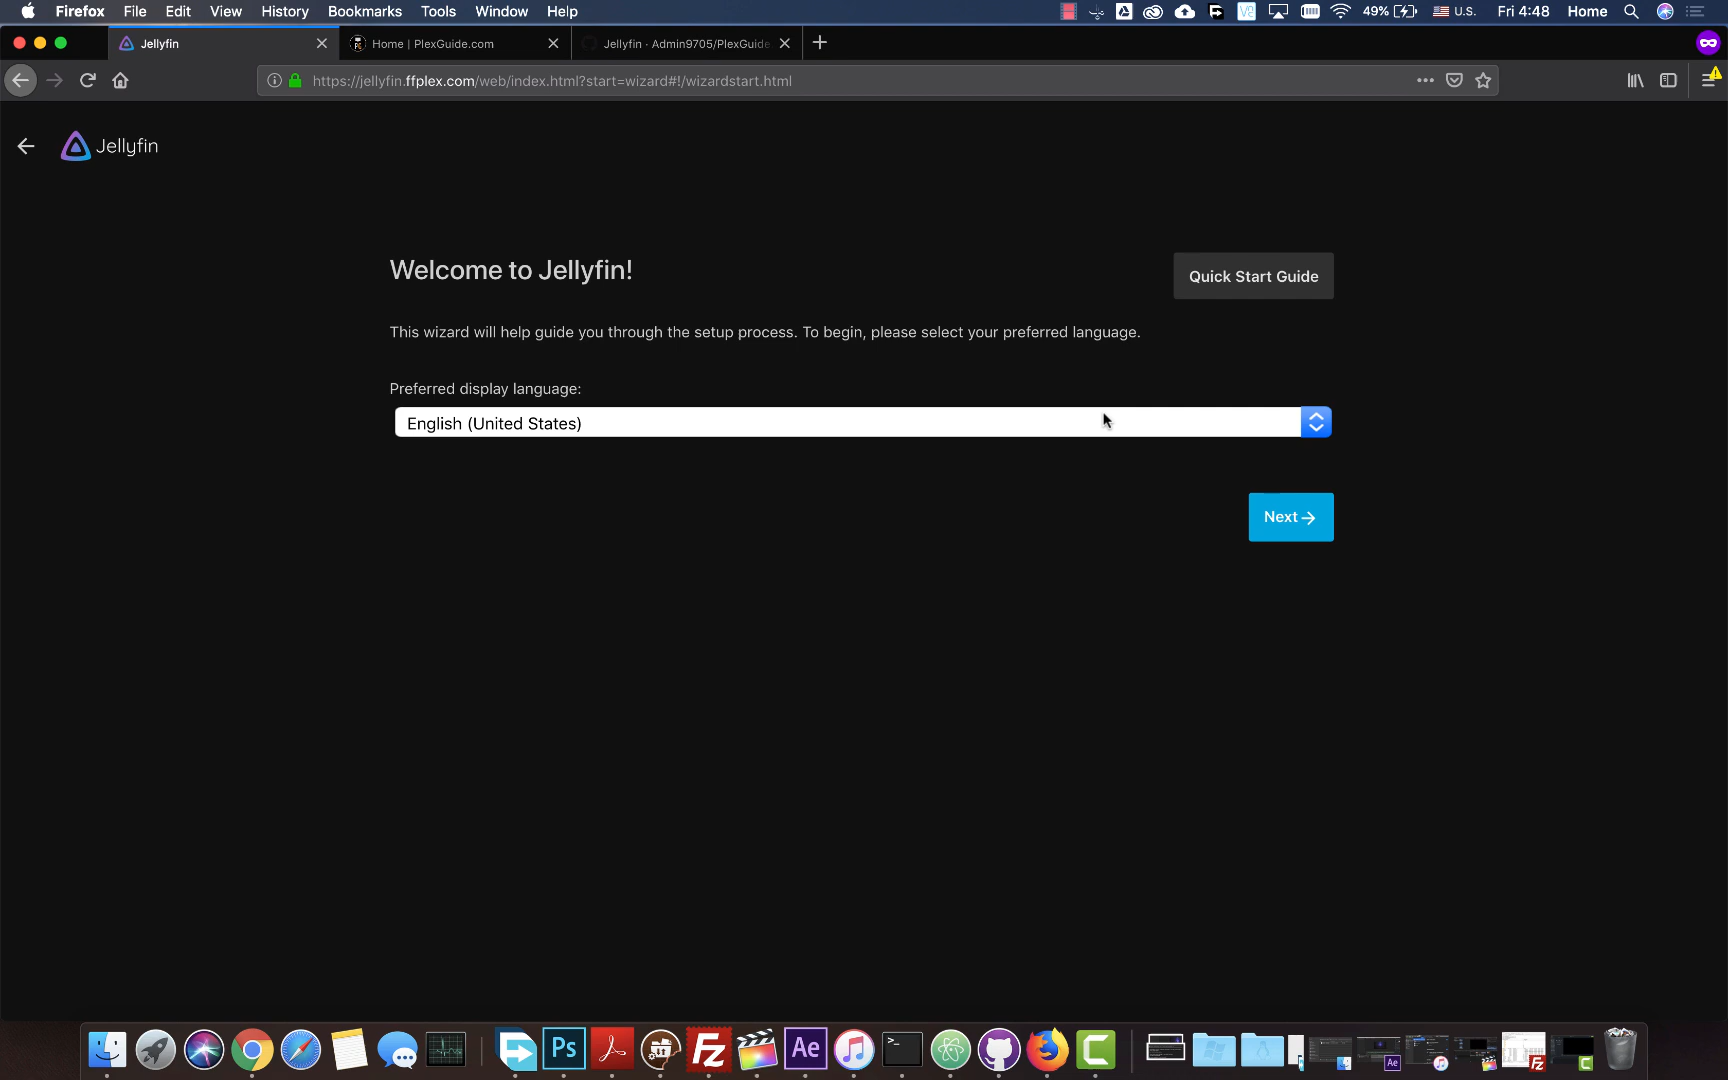 Firefox File Edit View History Bookmarks Tools Window Help 49% U.S. Fri 4:48 Home
Jellyfin
Home | PlexGuide.com
Jellyfin · Admin9705/PlexGuide
https://jellyfin.ffplex.com/web/index.html?start=wizard#!/wizardstart.html
Jellyfin
Welcome to Jellyfin!
Quick Start Guide
This wizard will help guide you through the setup process. To begin, please select your preferred language.
Preferred display language:
English (United States)
Next
Ps
Fz
Ae